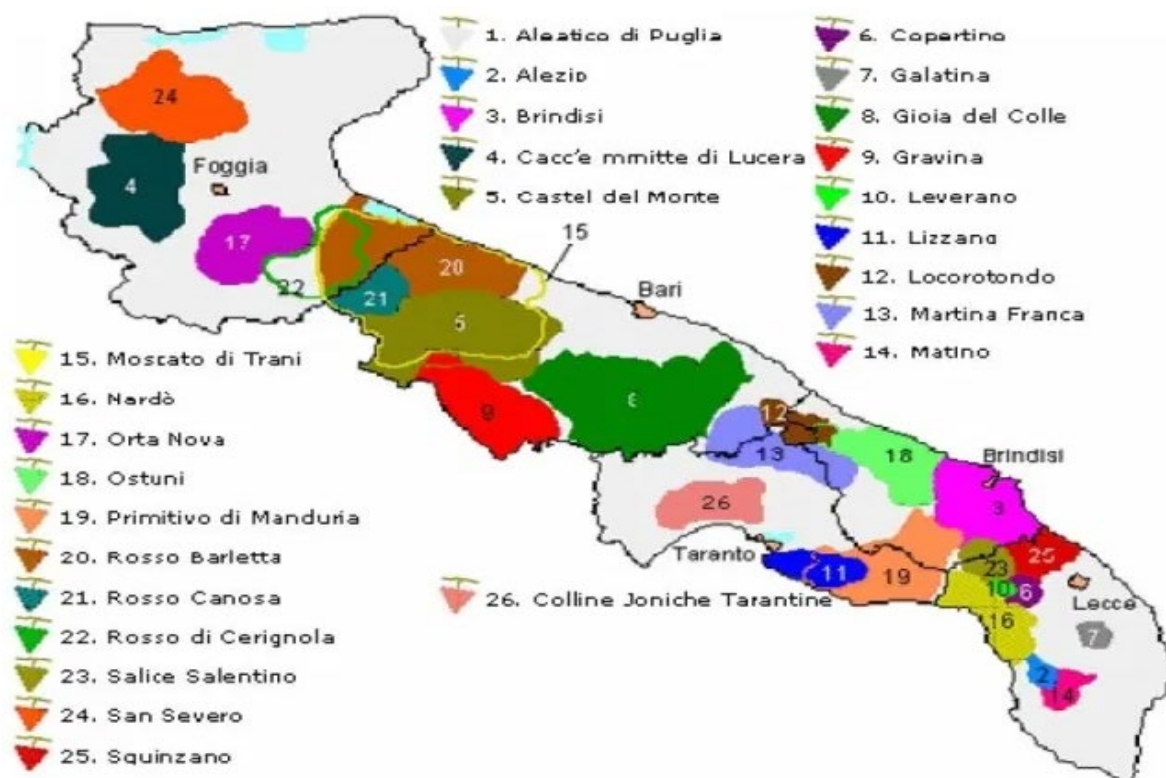 1. Aleatico di Puglia
2. Alezio
3. Brindisi
4. Cacc'e mmitte di Lucera
5. Castel del Monte
6. Copertino
7. Galatina
8. Gioia del Colle
9. Gravina
10. Leverano
11. Lizzano
12. Locorotondo
13. Martina Franca
14. Matino
15. Moscato di Trani
16. Nardò
17. Orta Nova
18. Ostuni
19. Primitivo di Manduria
20. Rosso Barletta
21. Rosso Canosa
22. Rosso di Cerignola
23. Salice Salentino
24. San Severo
25. Squinzano
26. Colline Joniche Tarantine
24
4
Foggia
17
22
15
20
21
5
Bari
9
8
12
13
18
Brindisi
3
26
Taranto
11
19
23
25
10
6
Lecce
16
7
2
14